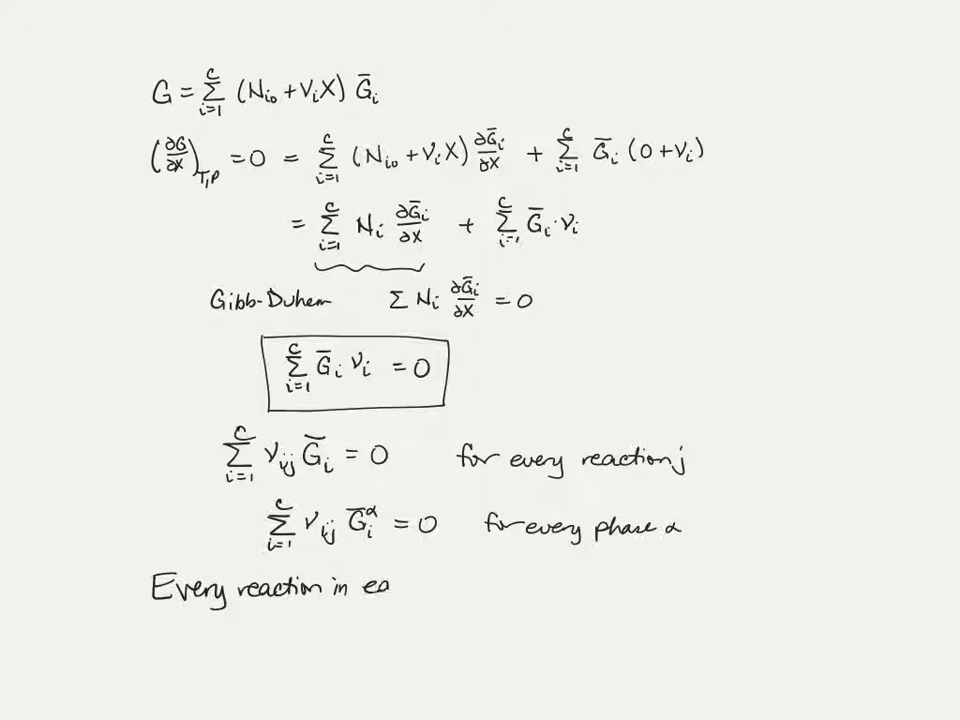 G = Σ_{i=1}^{C} (N_{io} + ν_i X) Ḡ_i
(∂G/∂X)_{T,P} = 0 = Σ_{i=1}^{C} (N_{io} + ν_i X) ∂Ḡ_i/∂X + Σ_{i=1}^{C} Ḡ_i (0 + ν_i)
= Σ_{i=1}^{C} N_i ∂Ḡ_i/∂X + Σ_{i=1}^{C} Ḡ_i · ν_i
Gibb-Duhem Σ N_i ∂Ḡ_i/∂X = 0
Σ_{i=1}^{C} Ḡ_i ν_i = 0
Σ_{i=1}^{C} ν_{ij} Ḡ_i = 0 for every reaction j
Σ_{i=1}^{C} ν_{ij} Ḡ_i^α = 0 for every phase α
Every reaction in ea